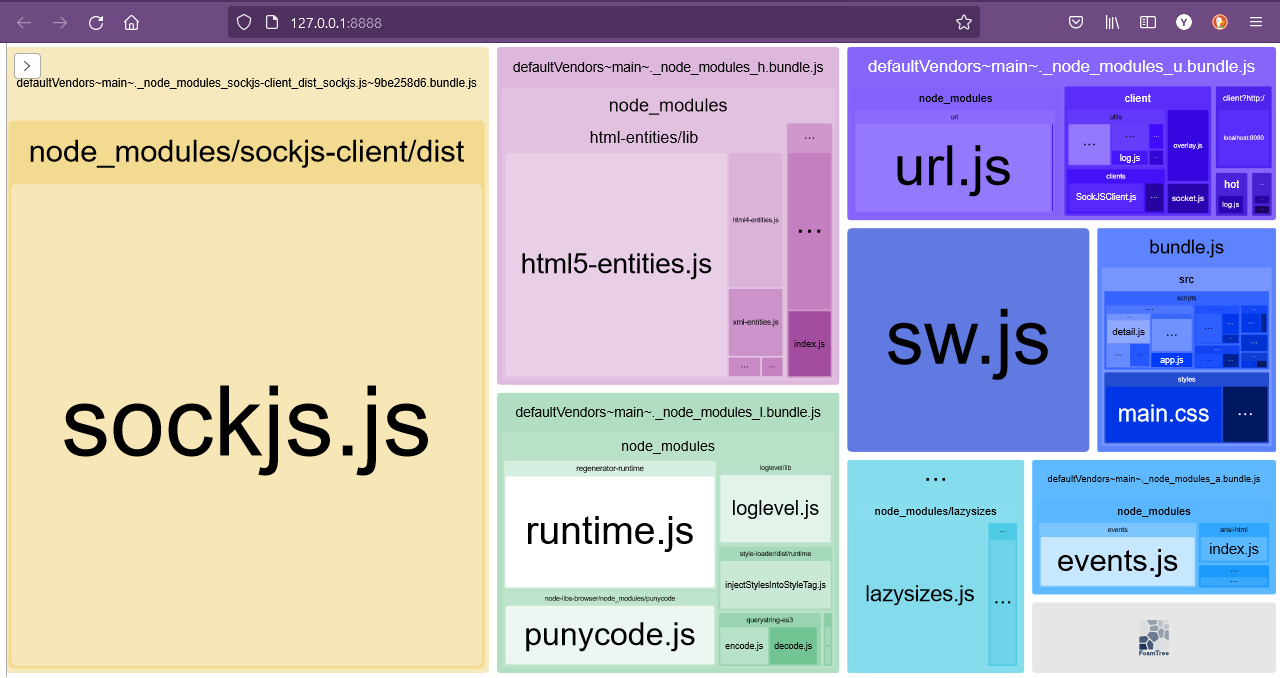 127.0.0.1:8888
defaultVendors~main~._node_modules_sockjs-client_dist_sockjs.js~9be258d6.bundle.js
node_modules/sockjs-client/dist
sockjs.js
defaultVendors~main~._node_modules_h.bundle.js
node_modules
html-entities/lib
...
html5-entities.js
html4-entities.js
...
xml-entities.js
index.js
...
...
defaultVendors~main~._node_modules_l.bundle.js
node_modules
regenerator-runtime
loglevel/lib
runtime.js
loglevel.js
style-loader/dist/runtime
injectStylesIntoStyleTag.js
node-libs-browser/node_modules/punycode
punycode.js
querystring-es3
encode.js
decode.js
defaultVendors~main~._node_modules_u.bundle.js
node_modules
url
url.js
client
utils
...
...
log.js
...
overlay.js
clients
SockJSClient.js
...
socket.js
client?http:/
localhost:8080
hot
log.js
...
sw.js
bundle.js
src
scripts
...
detail.js
...
app.js
...
styles
main.css
...
...
node_modules/lazysizes
lazysizes.js
...
...
defaultVendors~main~._node_modules_a.bundle.js
node_modules
events
events.js
ansi-html
index.js
...
...
FoamTree